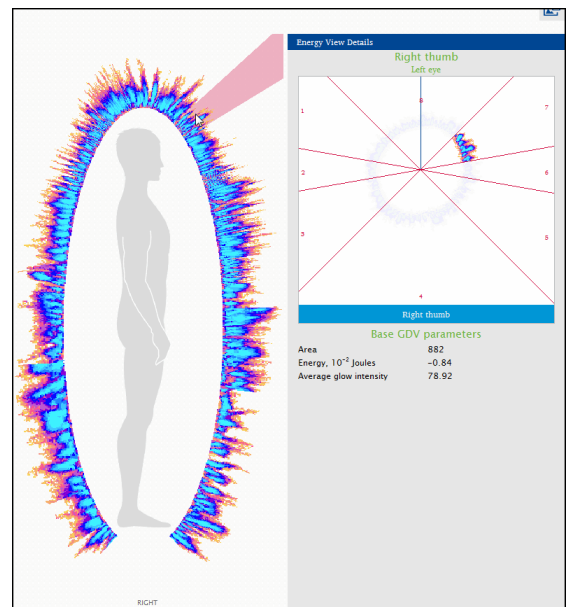 Energy View Details
Right thumb
Left eye
8
1
7
2
6
3
5
4
Right thumb
Base GDV parameters
Area 882
Energy, 10⁻² Joules -0.84
Average glow intensity 78.92
RIGHT